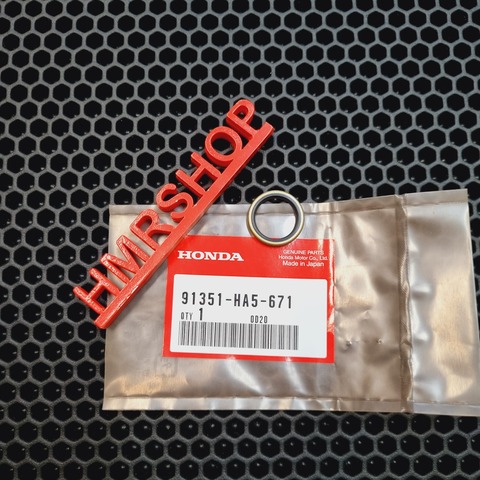 HMRSHOP
HONDA
GENUINE PARTS
Honda Motor Co., Ltd.
Made in Japan
91351-HA5-671
QTY 1 0D20